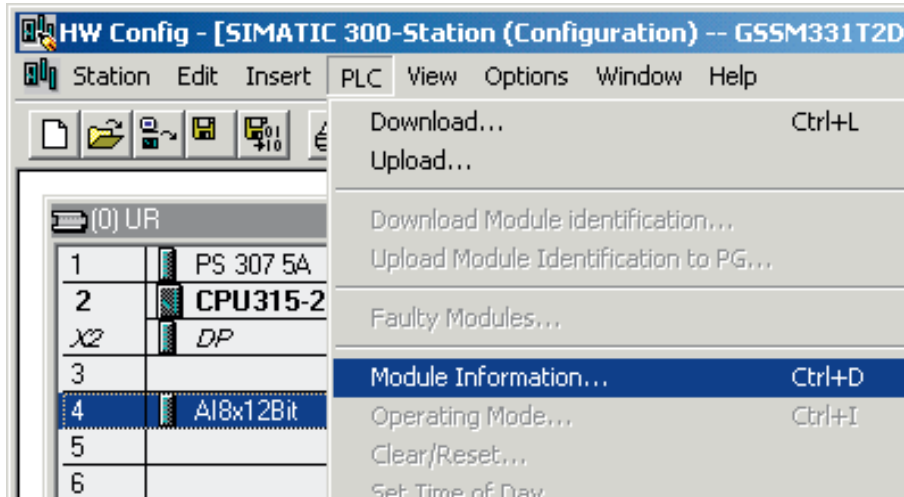 HW Config - [SIMATIC 300-Station (Configuration) -- GSSM331T2D
Station Edit Insert PLC View Options Window Help
Download... Ctrl+L
Upload...
(0) UR
Download Module identification...
1 PS 307 5A
Upload Module Identification to PG...
2 CPU315-2
Faulty Modules...
X2 DP
3
Module Information... Ctrl+D
4 AI8x12Bit
Operating Mode... Ctrl+I
5
Clear/Reset...
6
Set Time of Day